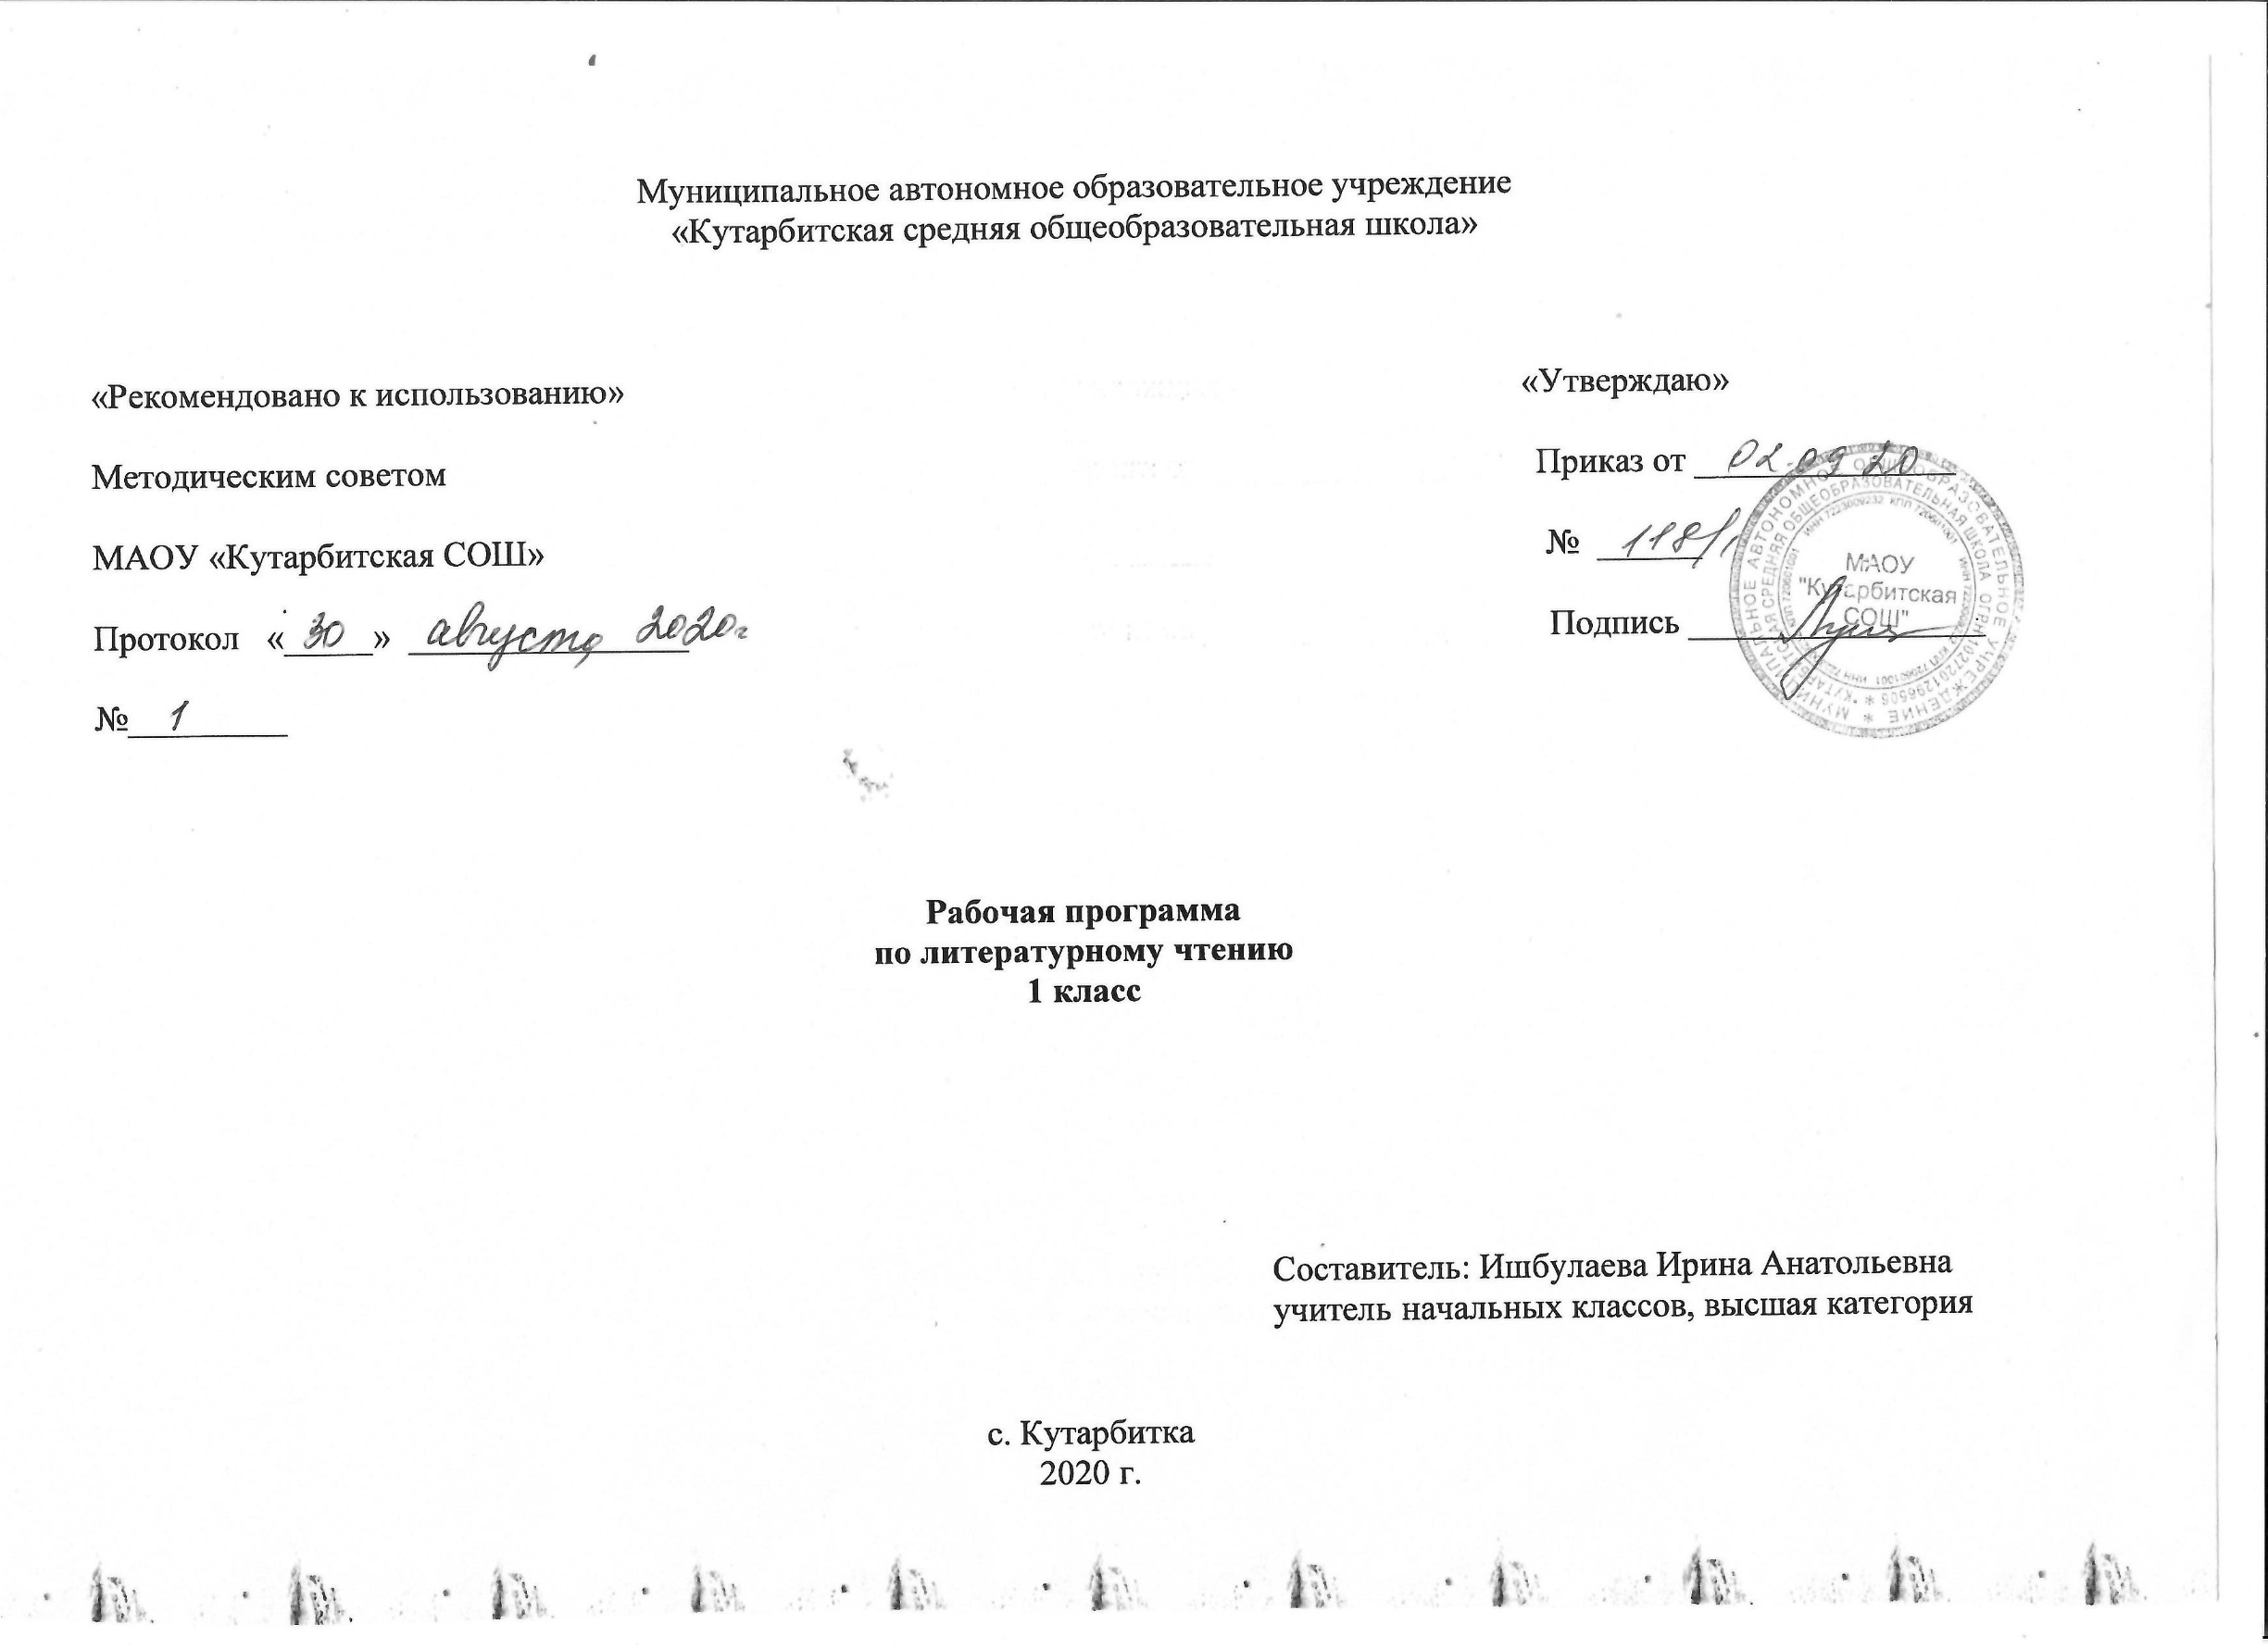 Муниципальное автономное образовательное учреждение
«Кутарбитская средняя общеобразовательная школа»
«Рекомендовано к использованию»
Методическим советом
МАОУ «Кутарбитская СОШ»
Протокол «30» августа 2020г
№ 1
«Утверждаю»
Приказ от 02.09.20
№ 118/1
Подпись
МАОУ
"Кутарбитская
СОШ"
Рабочая программа
по литературному чтению
1 класс
Составитель: Ишбулаева Ирина Анатольевна
учитель начальных классов, высшая категория
с. Кутарбитка
2020 г.